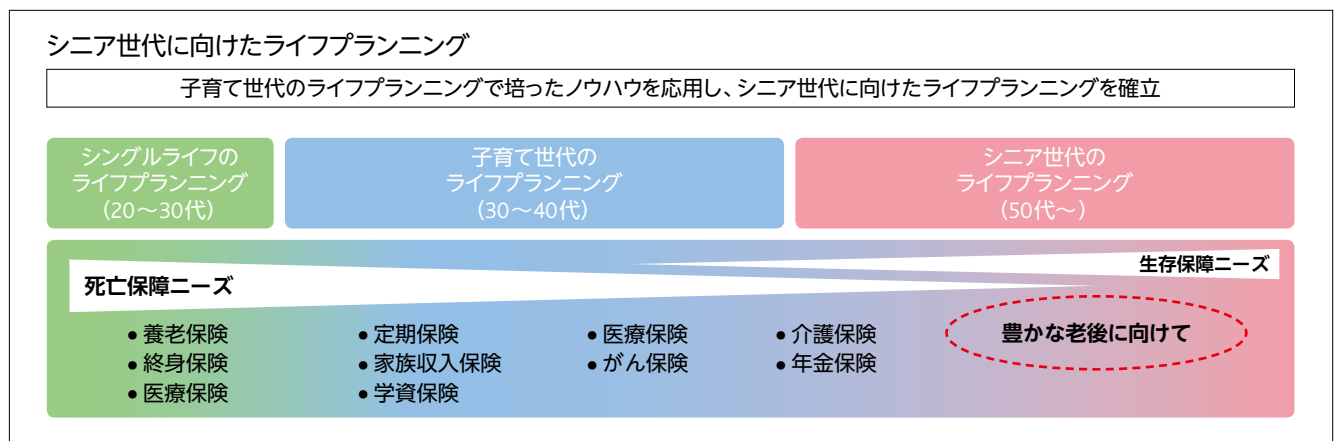 シニア世代に向けたライフプランニング
子育て世代のライフプランニングで培ったノウハウを応用し、シニア世代に向けたライフプランニングを確立
シングルライフの
ライフプランニング
（20～30代）
子育て世代の
ライフプランニング
（30～40代）
シニア世代の
ライフプランニング
（50代～）
生存保障ニーズ
死亡保障ニーズ
● 養老保険
● 終身保険
● 医療保険
● 定期保険
● 家族収入保険
● 学資保険
● 医療保険
● がん保険
● 介護保険
● 年金保険
豊かな老後に向けて